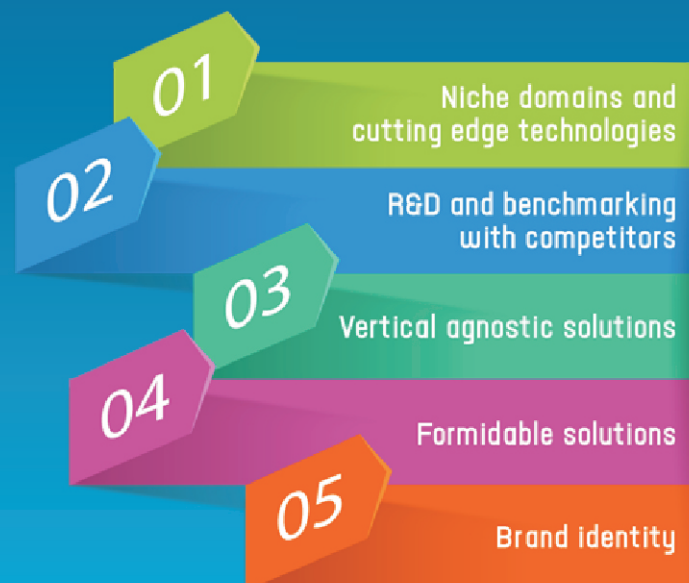 01
Niche domains and
cutting edge technologies
02
R&D and benchmarking
with competitors
03
Vertical agnostic solutions
04
Formidable solutions
05
Brand identity